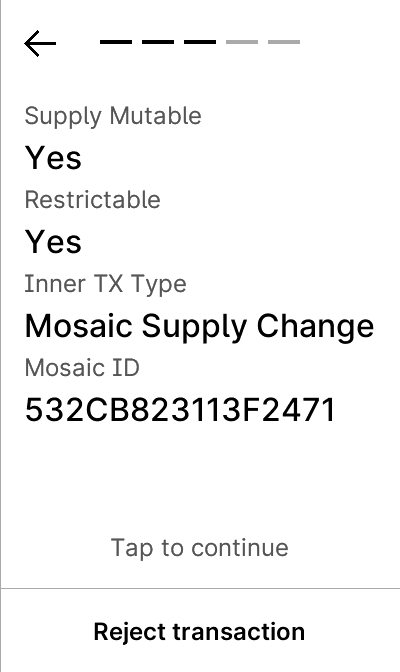 Supply Mutable
Yes
Restrictable
Yes
Inner TX Type
Mosaic Supply Change
Mosaic ID
532CB823113F2471
Tap to continue
Reject transaction